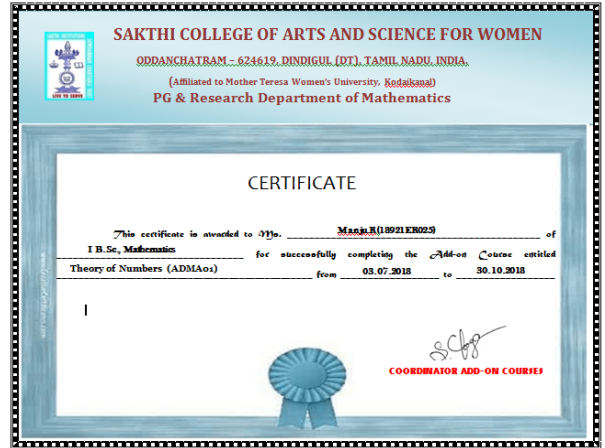 SAKTHI COLLEGE OF ARTS AND SCIENCE FOR WOMEN
ODDANCHATRAM – 624619, DINDIGUL (DT), TAMIL NADU, INDIA.
(Affiliated to Mother Teresa Women's University, Kodaikanal)
PG & Research Department of Mathematics
LIVE TO SERVE
CERTIFICATE
This certificate is awarded to Ms. Manju K(18921ER025) of
I B.Sc., Mathematics for successfully completing the Add-on Course entitled
Theory of Numbers (ADMA01) from 03.07.2018 to 30.10.2018
COORDINATOR ADD-ON COURSES